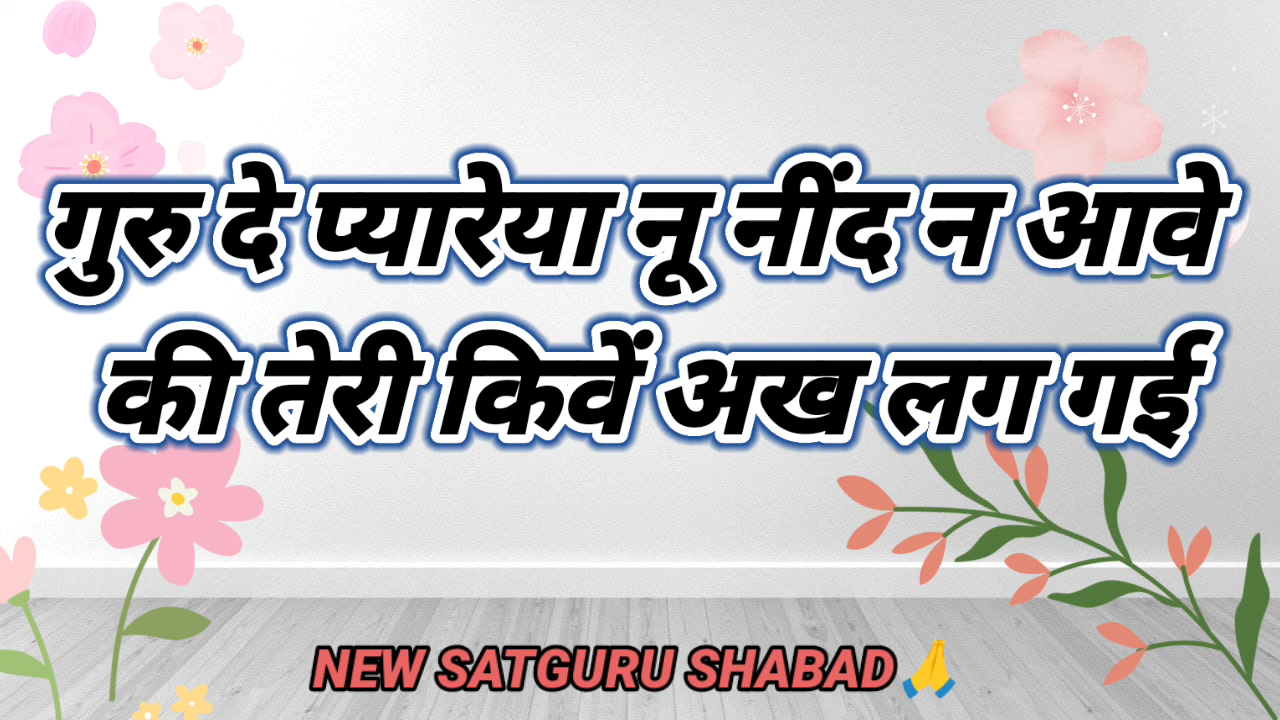 गुरु दे प्यारेया नू नींद न आवे
की तेरी किवें अख लग गई
NEW SATGURU SHABAD🙏